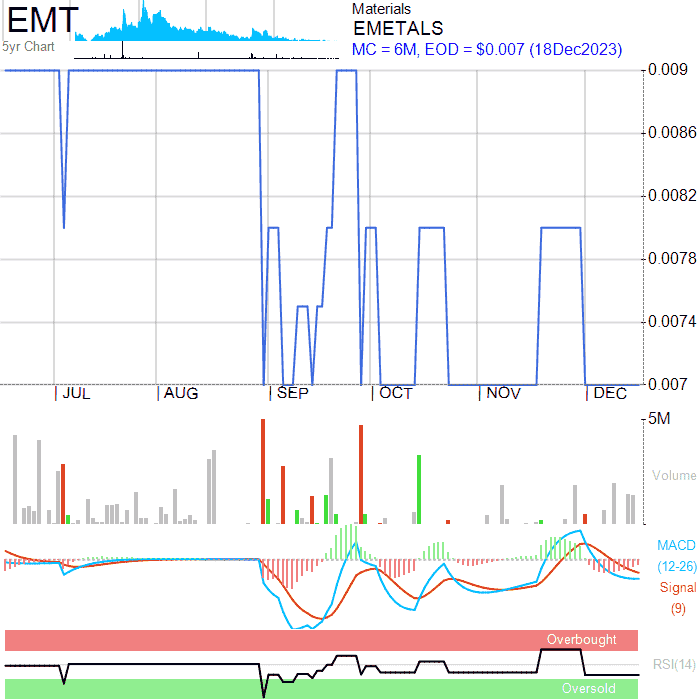 EMT
5yr Chart
Materials
EMETALS
MC = 6M, EOD = $0.007 (18Dec2023)
0.009
0.0086
0.0082
0.0078
0.0074
0.007
JUL AUG SEP OCT NOV DEC
5M
Volume
MACD
(12-26)
Signal
(9)
Overbought
RSI(14)
Oversold